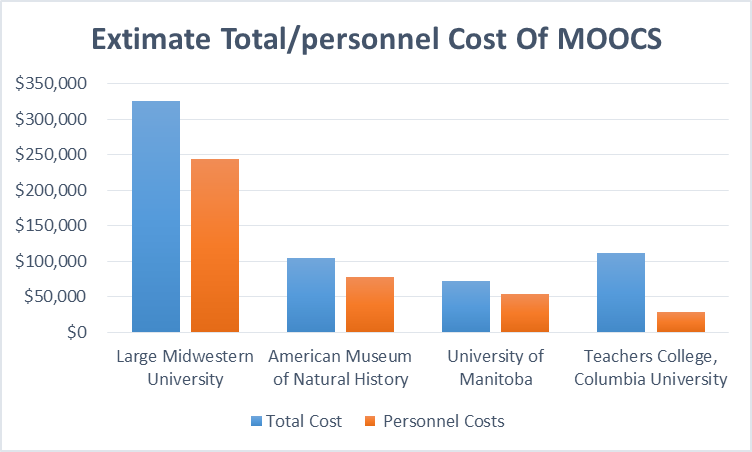 Extimate Total/personnel Cost Of MOOCS
$350,000
$300,000
$250,000
$200,000
$150,000
$100,000
$50,000
$0
Large Midwestern
University
American Museum
of Natural History
University of
Manitoba
Teachers College,
Columbia University
Total Cost
Personnel Costs